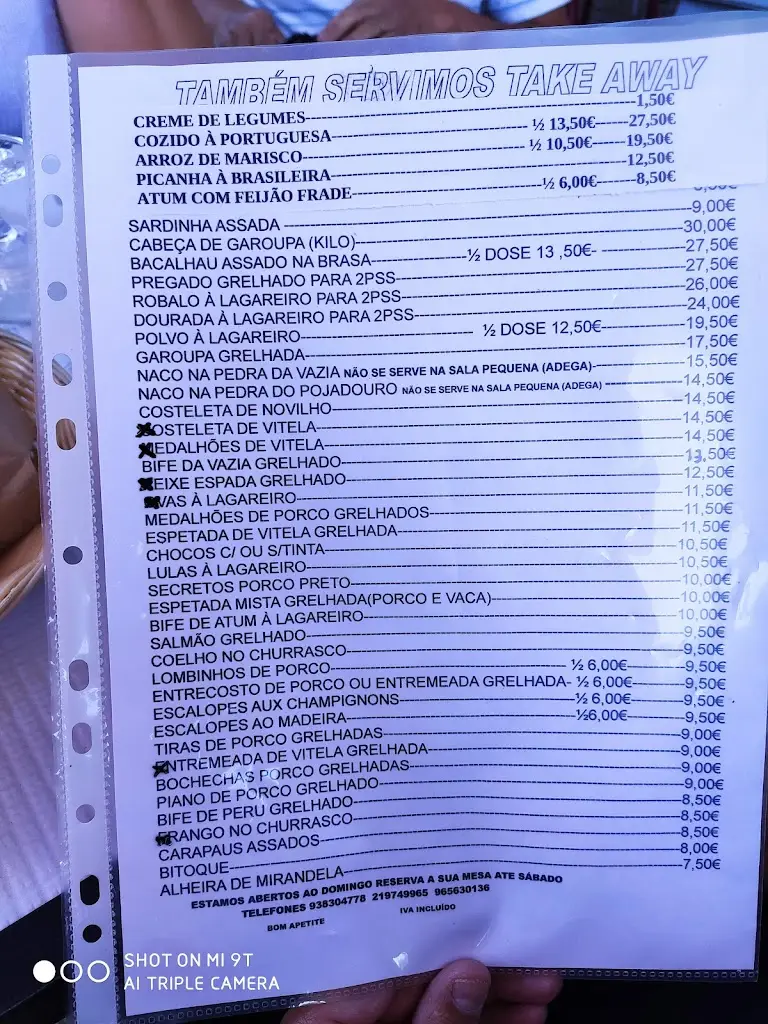 TAMBÉM SERVIMOS TAKE AWAY
CREME DE LEGUMES-----1,50€
COZIDO À PORTUGUESA----- ½ 13,50€-----27,50€
ARROZ DE MARISCO----- ½ 10,50€-----19,50€
PICANHA À BRASILEIRA-----12,50€
ATUM COM FEIJÃO FRADE-----½ 6,00€-----8,50€
SARDINHA ASSADA -----9,00€
CABEÇA DE GAROUPA (KILO)-----30,00€
BACALHAU ASSADO NA BRASA-----½ DOSE 13 ,50€- -----27,50€
PREGADO GRELHADO PARA 2PSS-----27,50€
ROBALO À LAGAREIRO PARA 2PSS-----26,00€
DOURADA À LAGAREIRO PARA 2PSS-----24,00€
POLVO À LAGAREIRO----- ½ DOSE 12,50€-----19,50€
GAROUPA GRELHADA-----17,50€
NACO NA PEDRA DA VAZIA NÃO SE SERVE NA SALA PEQUENA (ADEGA)-----15,50€
NACO NA PEDRA DO POJADOURO NÃO SE SERVE NA SALA PEQUENA (ADEGA) -----14,50€
COSTELETA DE NOVILHO-----14,50€
COSTELETA DE VITELA-----14,50€
MEDALHÕES DE VITELA-----14,50€
BIFE DA VAZIA GRELHADO-----13,50€
PEIXE ESPADA GRELHADO-----12,50€
OVAS À LAGAREIRO-----11,50€
MEDALHÕES DE PORCO GRELHADOS-----11,50€
ESPETADA DE VITELA GRELHADA-----11,50€
CHOCOS C/ OU S/TINTA-----10,50€
LULAS À LAGAREIRO-----10,50€
SECRETOS PORCO PRETO-----10,00€
ESPETADA MISTA GRELHADA(PORCO E VACA)-----10,00€
BIFE DE ATUM À LAGAREIRO-----10,00€
SALMÃO GRELHADO-----9,50€
COELHO NO CHURRASCO-----9,50€
LOMBINHOS DE PORCO----- ½ 6,00€-----9,50€
ENTRECOSTO DE PORCO OU ENTREMEADA GRELHADA- ½ 6,00€-----9,50€
ESCALOPES AUX CHAMPIGNONS----- ½ 6,00€-----9,50€
ESCALOPES AO MADEIRA-----½6,00€-----9,50€
TIRAS DE PORCO GRELHADAS-----9,00€
ENTREMEADA DE VITELA GRELHADA-----9,00€
BOCHECHAS PORCO GRELHADAS-----9,00€
PIANO DE PORCO GRELHADO-----9,00€
BIFE DE PERU GRELHADO-----8,50€
FRANGO NO CHURRASCO-----8,50€
CARAPAUS ASSADOS-----8,50€
BITOQUE-----8,00€
ALHEIRA DE MIRANDELA-----7,50€
ESTAMOS ABERTOS AO DOMINGO RESERVA A SUA MESA ATE SÁBADO
TELEFONES 938304778 219749965 965630136
BOM APETITE IVA INCLUÍDO
SHOT ON MI 9T
AI TRIPLE CAMERA